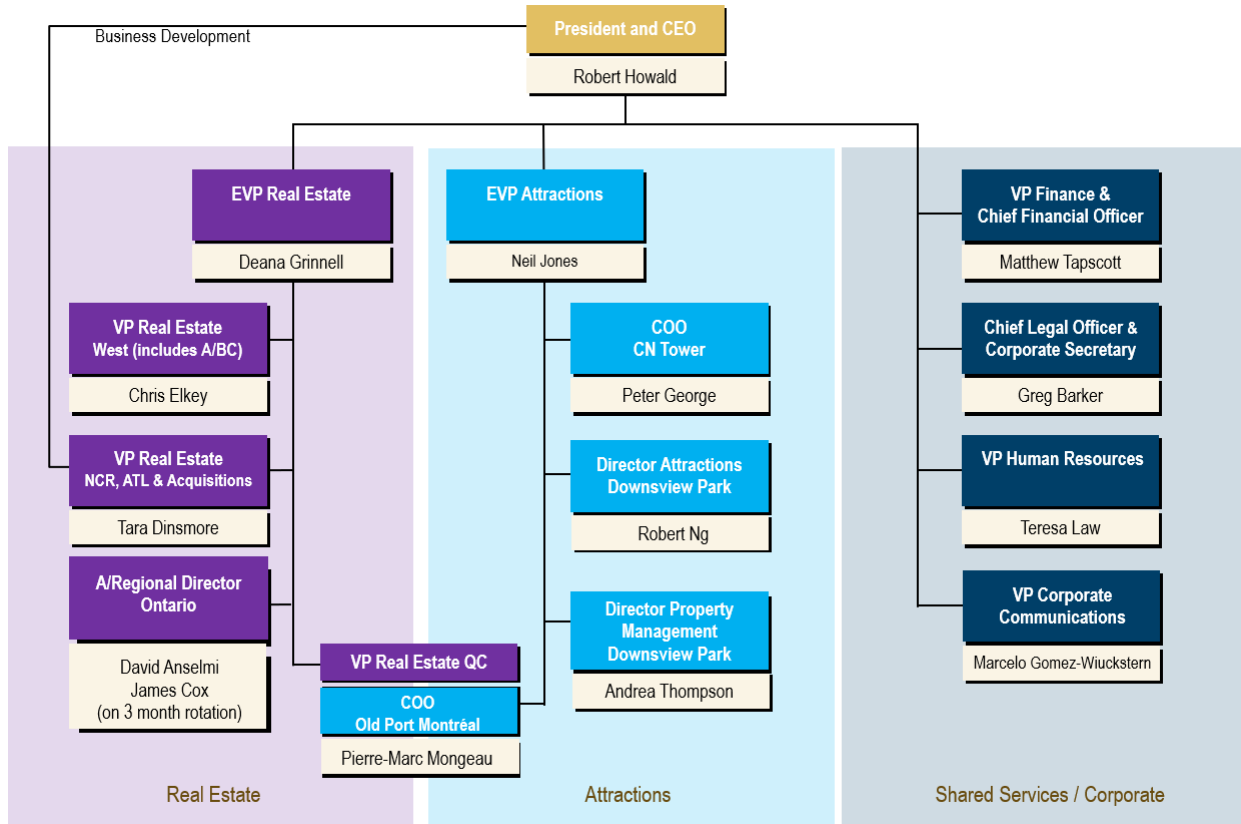 President and CEO
Robert Howald
Business Development
EVP Real Estate
Deana Grinnell
VP Real Estate
West (includes A/BC)
Chris Elkey
VP Real Estate
NCR, ATL & Acquisitions
Tara Dinsmore
A/Regional Director
Ontario
David Anselmi
James Cox
(on 3 month rotation)
VP Real Estate QC
COO
Old Port Montréal
Pierre-Marc Mongeau
Real Estate
EVP Attractions
Neil Jones
COO
CN Tower
Peter George
Director Attractions
Downsview Park
Robert Ng
Director Property
Management
Downsview Park
Andrea Thompson
Attractions
VP Finance &
Chief Financial Officer
Matthew Tapscott
Chief Legal Officer &
Corporate Secretary
Greg Barker
VP Human Resources
Teresa Law
VP Corporate
Communications
Marcelo Gomez-Wiuckstern
Shared Services / Corporate